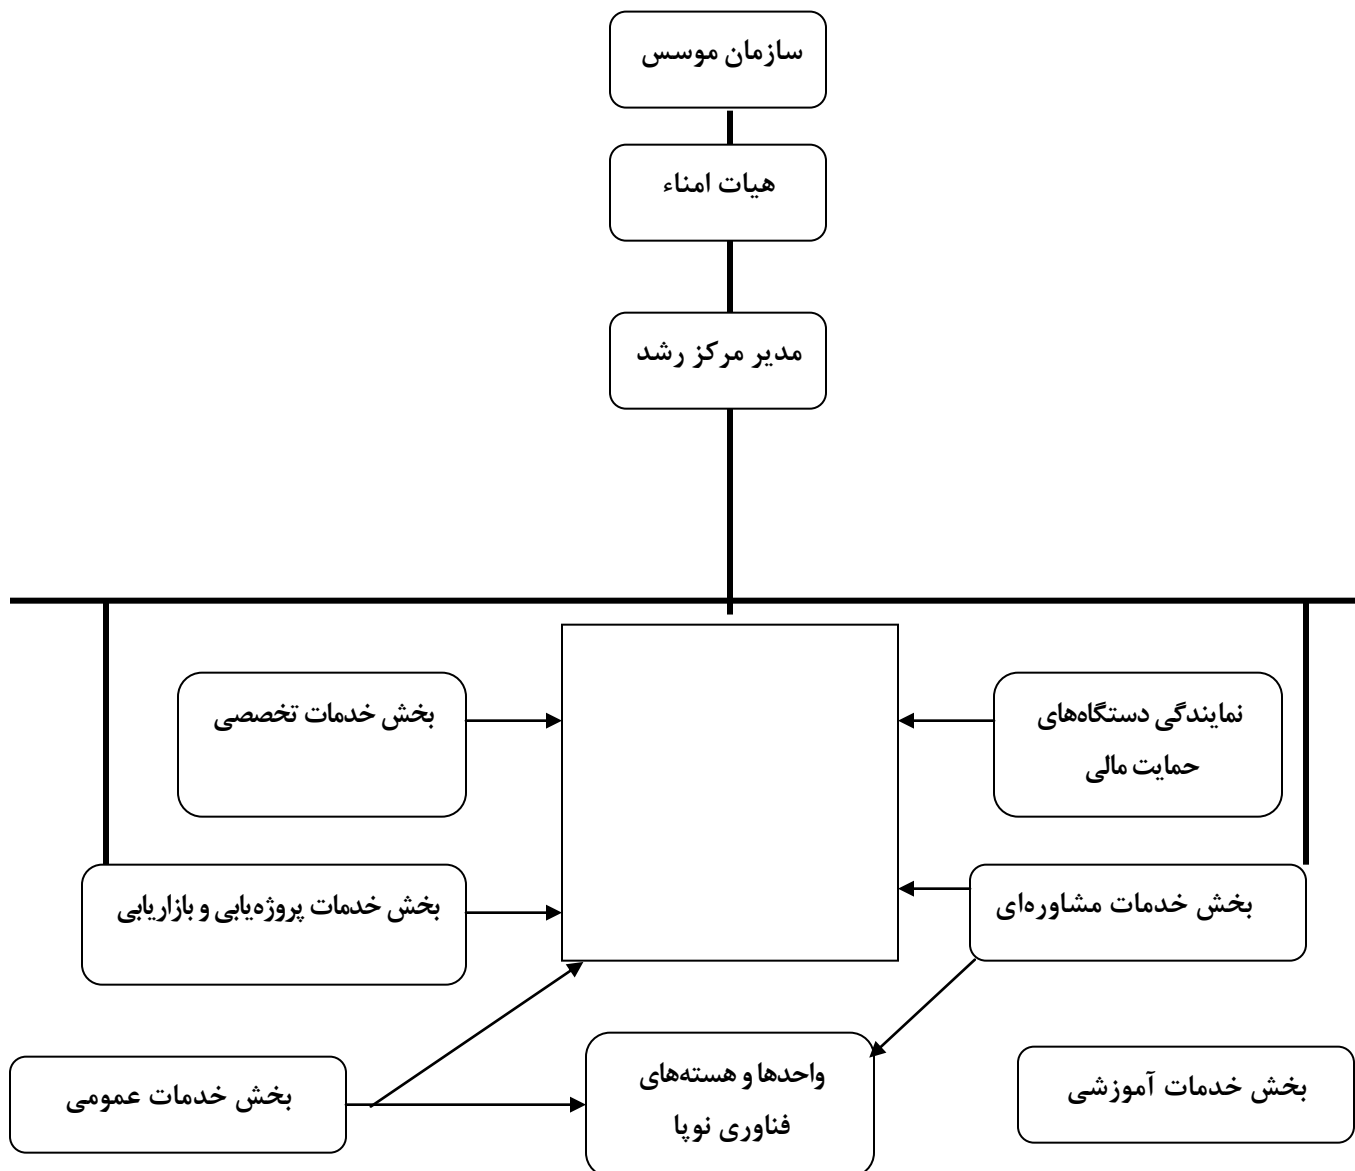 سازمان موسس
هیات امناء
مدیر مرکز رشد
نمایندگی دستگاه‌های
حمایت مالی
بخش خدمات تخصصی
بخش خدمات مشاوره‌ای
بخش خدمات پروژه‌یابی و بازاریابی
بخش خدمات آموزشی
واحدها و هسته‌های
فناوری نوپا
بخش خدمات عمومی